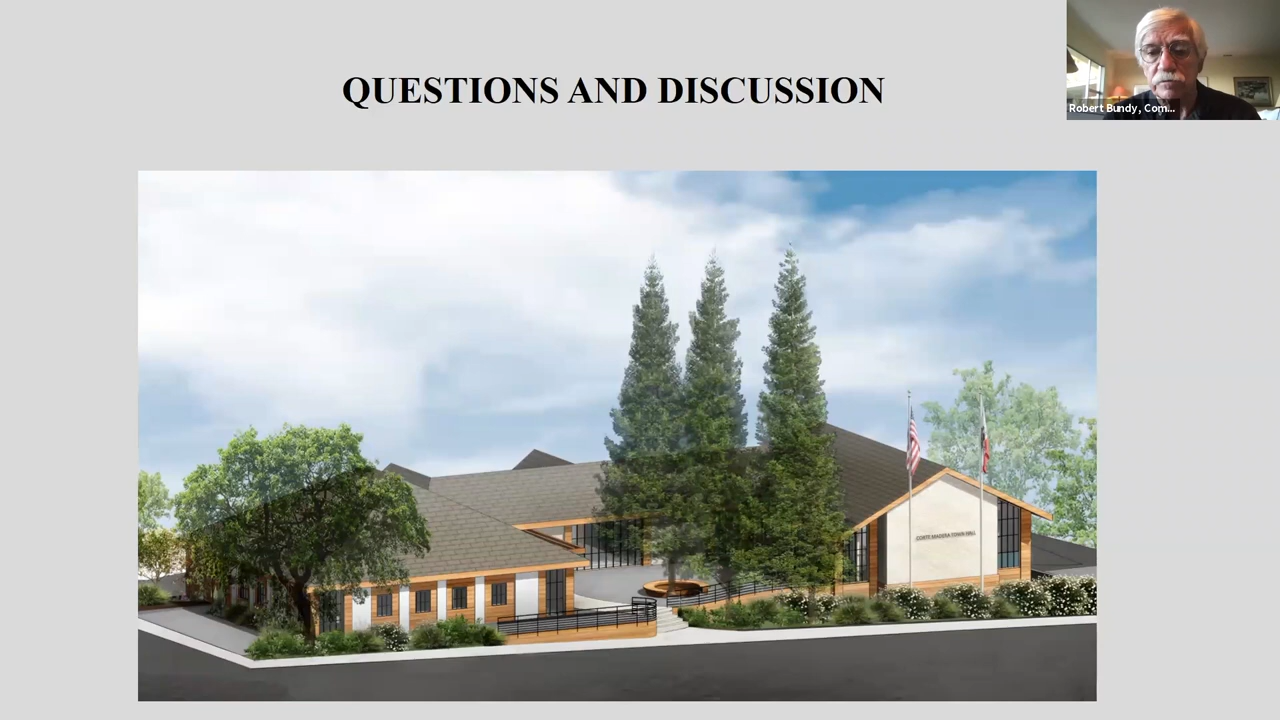 QUESTIONS AND DISCUSSION
Robert Bundy, Com...
CORTE MADERA TOWN HALL